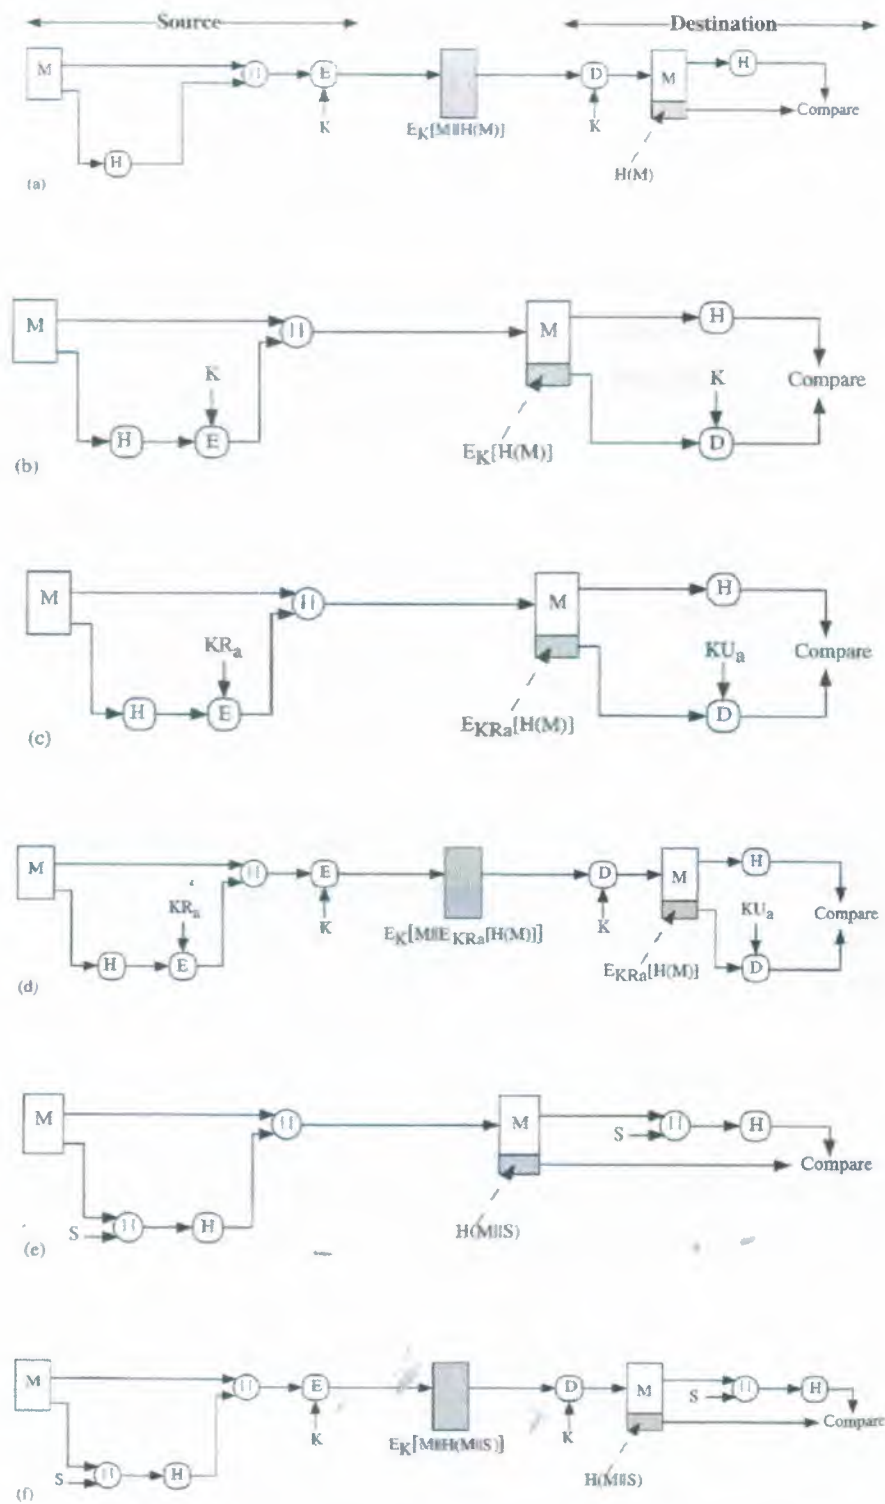 Source Destination
M || E D M H
K K Compare
E_K[M||H(M)]
H H(M)
(a)
M || M H
K K Compare
H E D
E_K[H(M)]
(b)
M || M H
KR_a KU_a Compare
H E D
E_KRa[H(M)]
(c)
M || E D M H
KR_a K K KU_a Compare
E_K[M||E_KRa[H(M)]]
H E E_KRa[H(M)] D
(d)
M || M || H
S
Compare
S || H H(M||S)
(e)
M || E D M || H
S
K K Compare
E_K[M||H(M||S)]
S || H H(M||S)
(f)